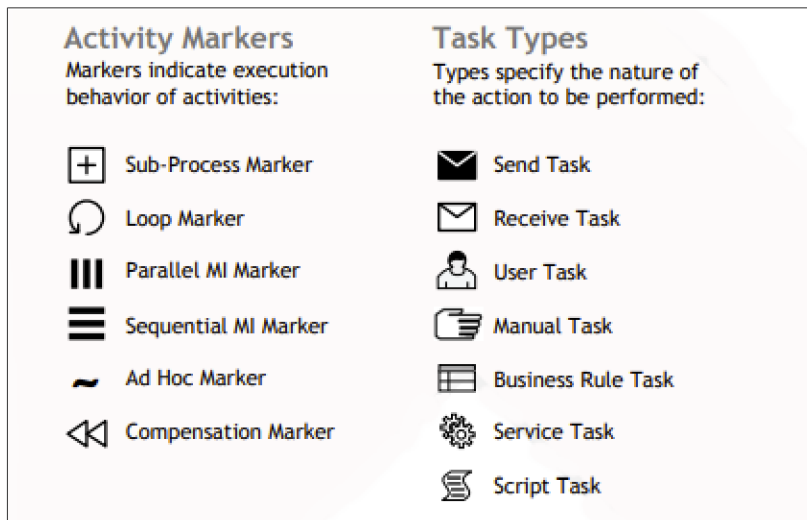 Activity Markers
Markers indicate execution
behavior of activities:
Sub-Process Marker
Loop Marker
Parallel MI Marker
Sequential MI Marker
Ad Hoc Marker
Compensation Marker
Task Types
Types specify the nature of
the action to be performed:
Send Task
Receive Task
User Task
Manual Task
Business Rule Task
Service Task
Script Task